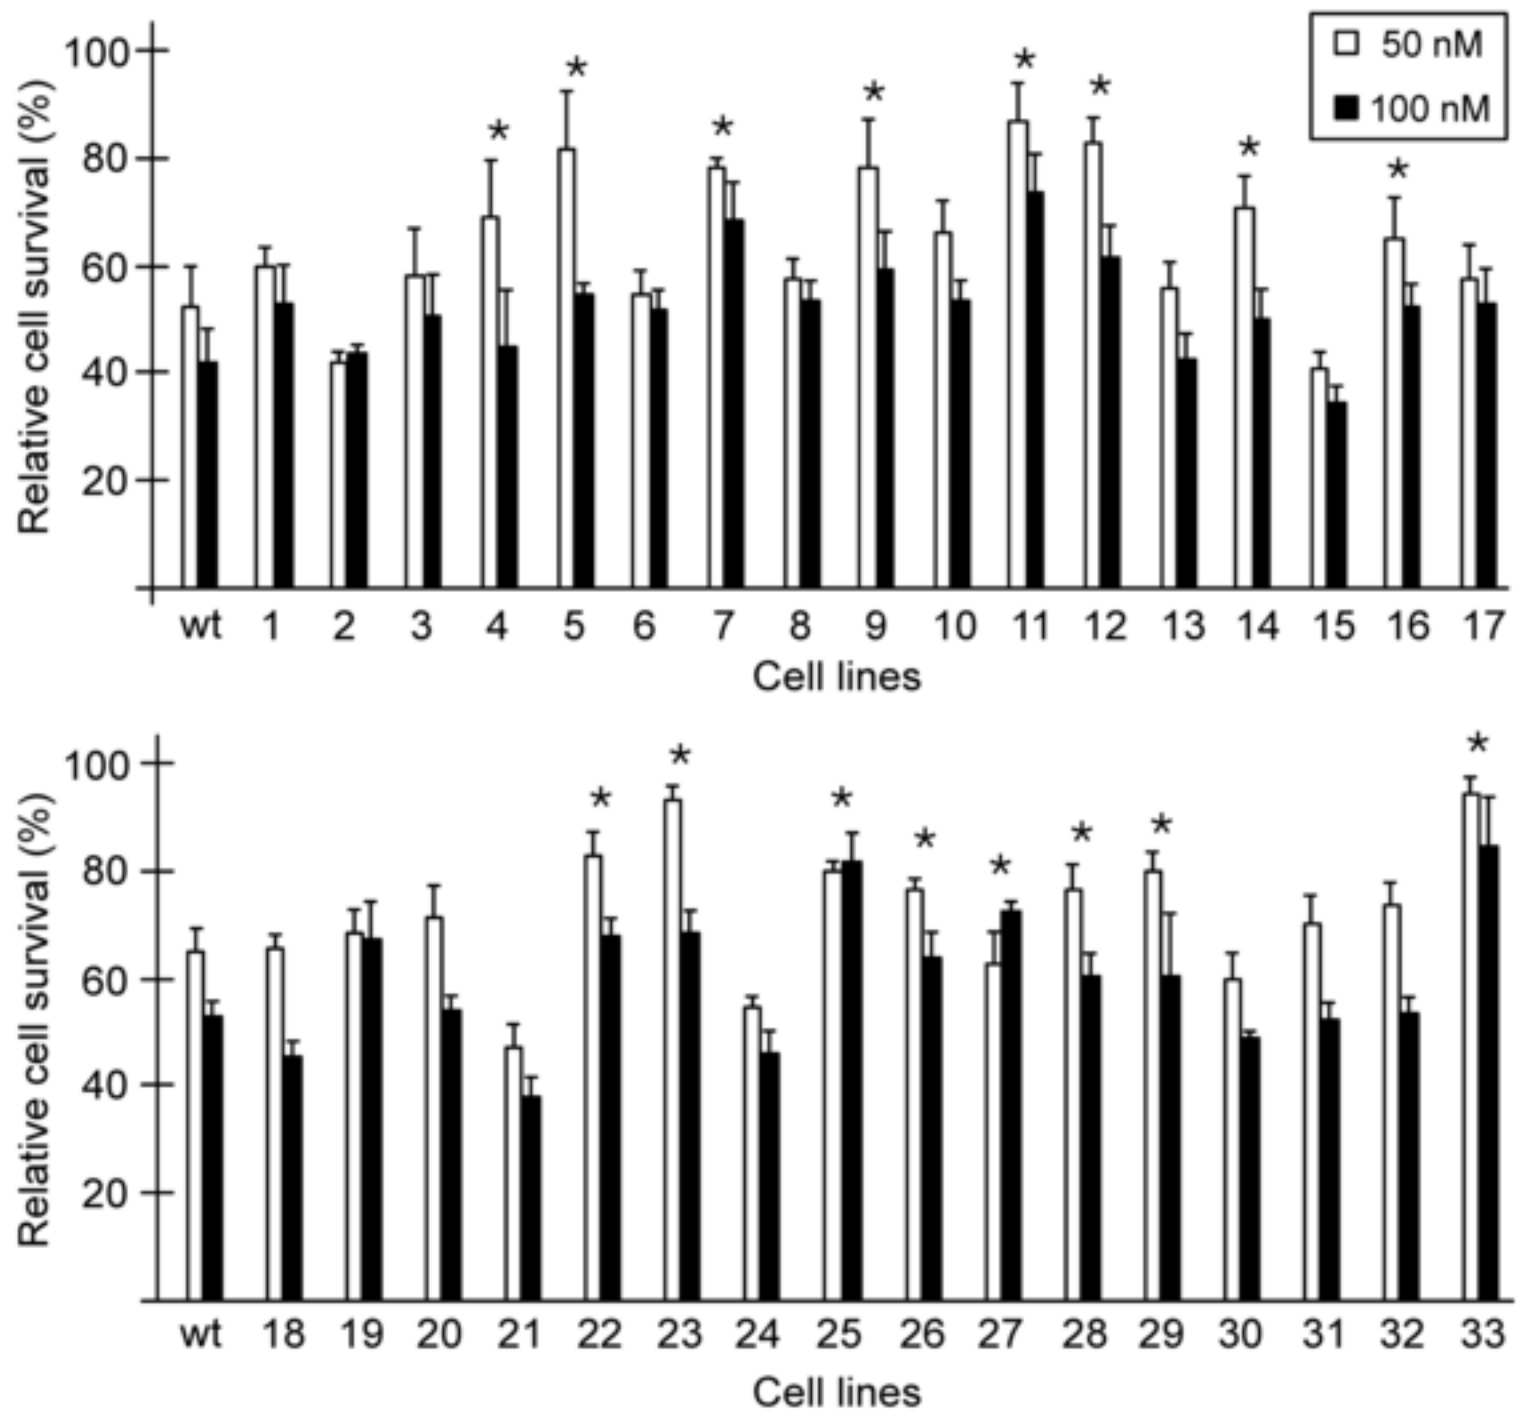 Relative cell survival (%)
100
80
60
40
20
50 nM
100 nM
* * * * * * * *
wt 1 2 3 4 5 6 7 8 9 10 11 12 13 14 15 16 17
Cell lines
Relative cell survival (%)
100
80
60
40
20
* * * * * * * *
wt 18 19 20 21 22 23 24 25 26 27 28 29 30 31 32 33
Cell lines